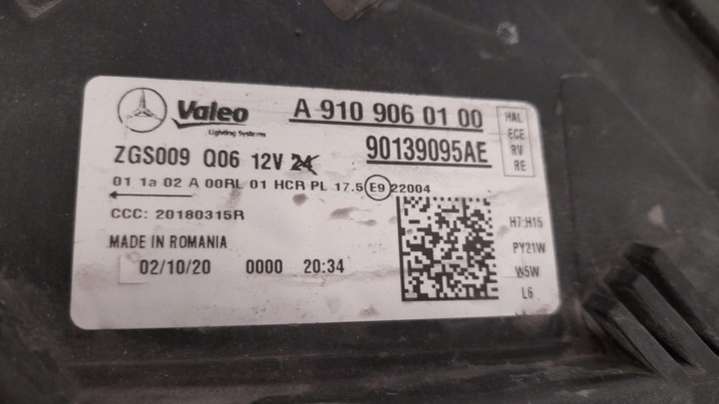 Valeo
Lighting Systems
A 910 906 01 00
90139095AE
HAL
ECE
RV
RE
ZGS009 Q06 12V 24
01 1a 02 A 00RL 01 HCR PL 17.5 E9 22004
CCC: 20180315R
MADE IN ROMANIA
02/10/20 0000 20:34
H7:H15
PY21W
W5W
L6